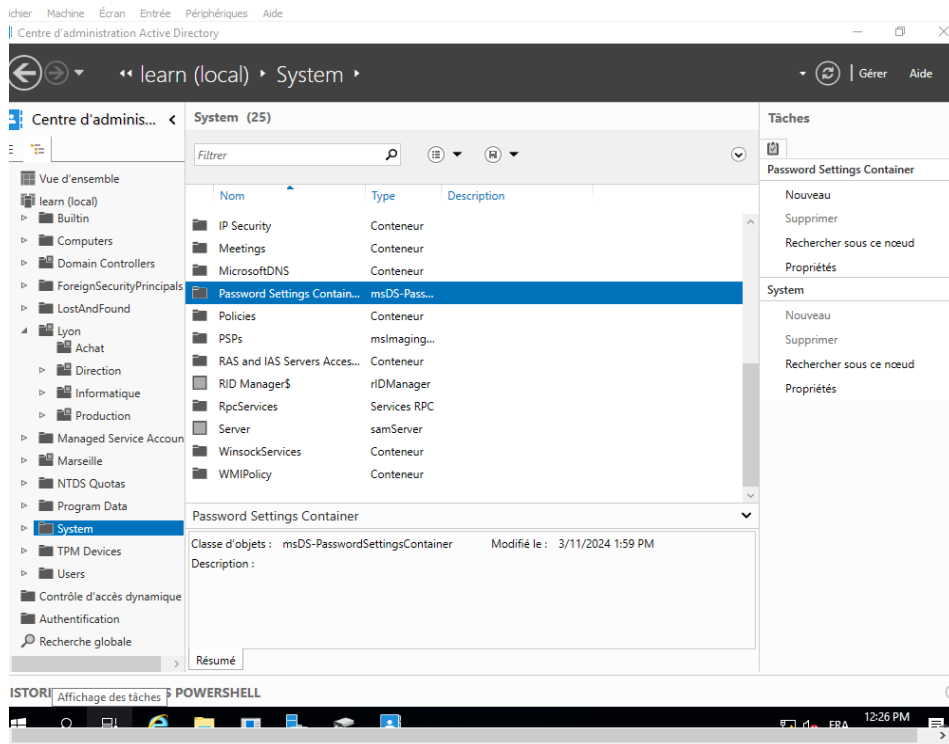 ichier Machine Écran Entrée Périphériques Aide
Centre d'administration Active Directory
learn (local) System
Gérer Aide
Centre d'adminis...
Vue d'ensemble
learn (local)
Builtin
Computers
Domain Controllers
ForeignSecurityPrincipals
LostAndFound
Lyon
Achat
Direction
Informatique
Production
Managed Service Accoun
Marseille
NTDS Quotas
Program Data
System
TPM Devices
Users
Contrôle d'accès dynamique
Authentification
Recherche globale
System (25)
Filtrer
Nom Type Description
IP Security Conteneur
Meetings Conteneur
MicrosoftDNS Conteneur
Password Settings Contain... msDS-Pass...
Policies Conteneur
PSPs msImaging...
RAS and IAS Servers Acces... Conteneur
RID Manager$ rIDManager
RpcServices Services RPC
Server samServer
WinsockServices Conteneur
WMIPolicy Conteneur
Password Settings Container
Classe d'objets : msDS-PasswordSettingsContainer Modifié le : 3/11/2024 1:59 PM
Description :
Résumé
Tâches
Password Settings Container
Nouveau
Supprimer
Rechercher sous ce nœud
Propriétés
System
Nouveau
Supprimer
Rechercher sous ce nœud
Propriétés
ISTORI S POWERSHELL
Affichage des tâches
FRA 12:26 PM